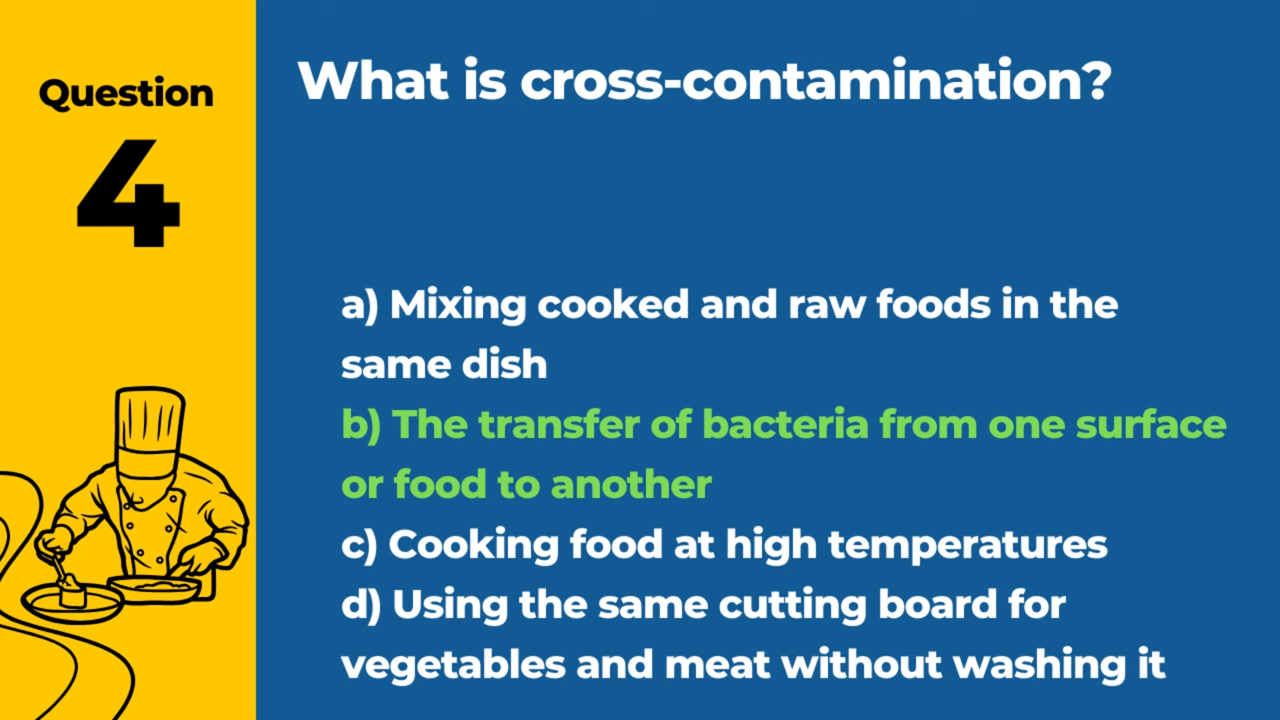 Question
4
What is cross-contamination?
a) Mixing cooked and raw foods in the
same dish
b) The transfer of bacteria from one surface
or food to another
c) Cooking food at high temperatures
d) Using the same cutting board for
vegetables and meat without washing it